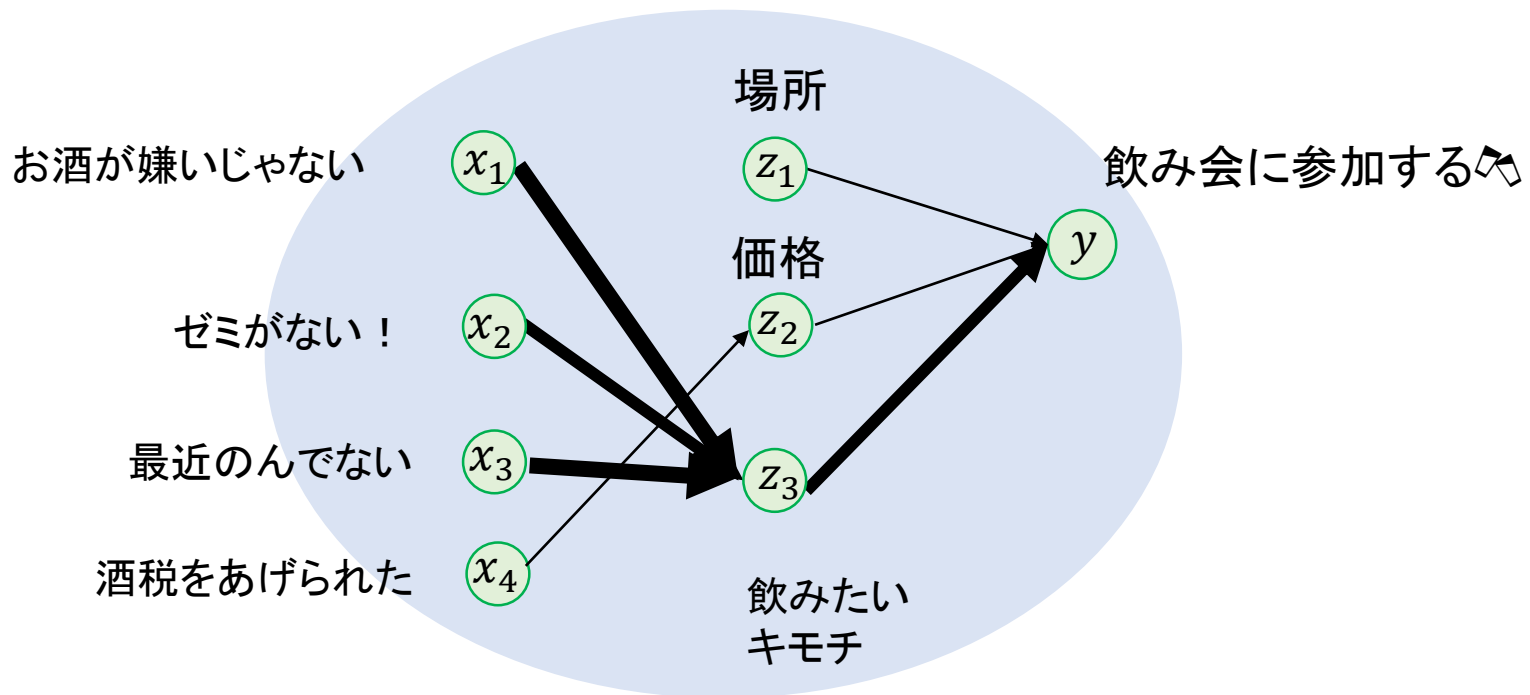 場所
お酒が嫌いじゃない
x₁
z₁
飲み会に参加する
価格
y
ゼミがない！
x₂
z₂
最近のんでない
x₃
z₃
酒税をあげられた
x₄
飲みたい
キモチ